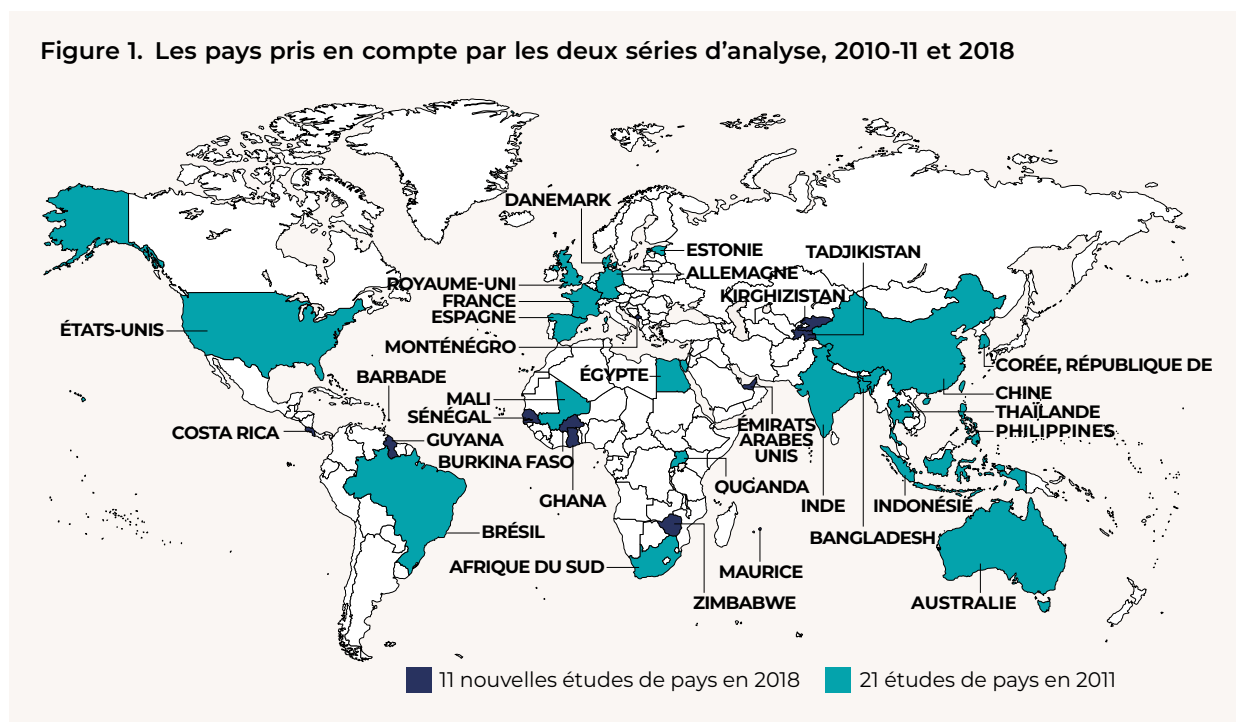 Figure 1. Les pays pris en compte par les deux séries d'analyse, 2010-11 et 2018
DANEMARK
ESTONIE
TADJIKISTAN
ALLEMAGNE
ROYAUME-UNI
KIRGHIZISTAN
FRANCE
ESPAGNE
ÉTATS-UNIS
MONTÉNÉGRO
CORÉE, RÉPUBLIQUE DE
BARBADE
ÉGYPTE
CHINE
MALI
THAÏLANDE
SÉNÉGAL
ÉMIRATS
ARABES
UNIS
PHILIPPINES
COSTA RICA
GUYANA
BURKINA FASO
OUGANDA
GHANA
INDE
INDONÉSIE
BRÉSIL
BANGLADESH
AFRIQUE DU SUD
MAURICE
ZIMBABWE
AUSTRALIE
11 nouvelles études de pays en 2018
21 études de pays en 2011